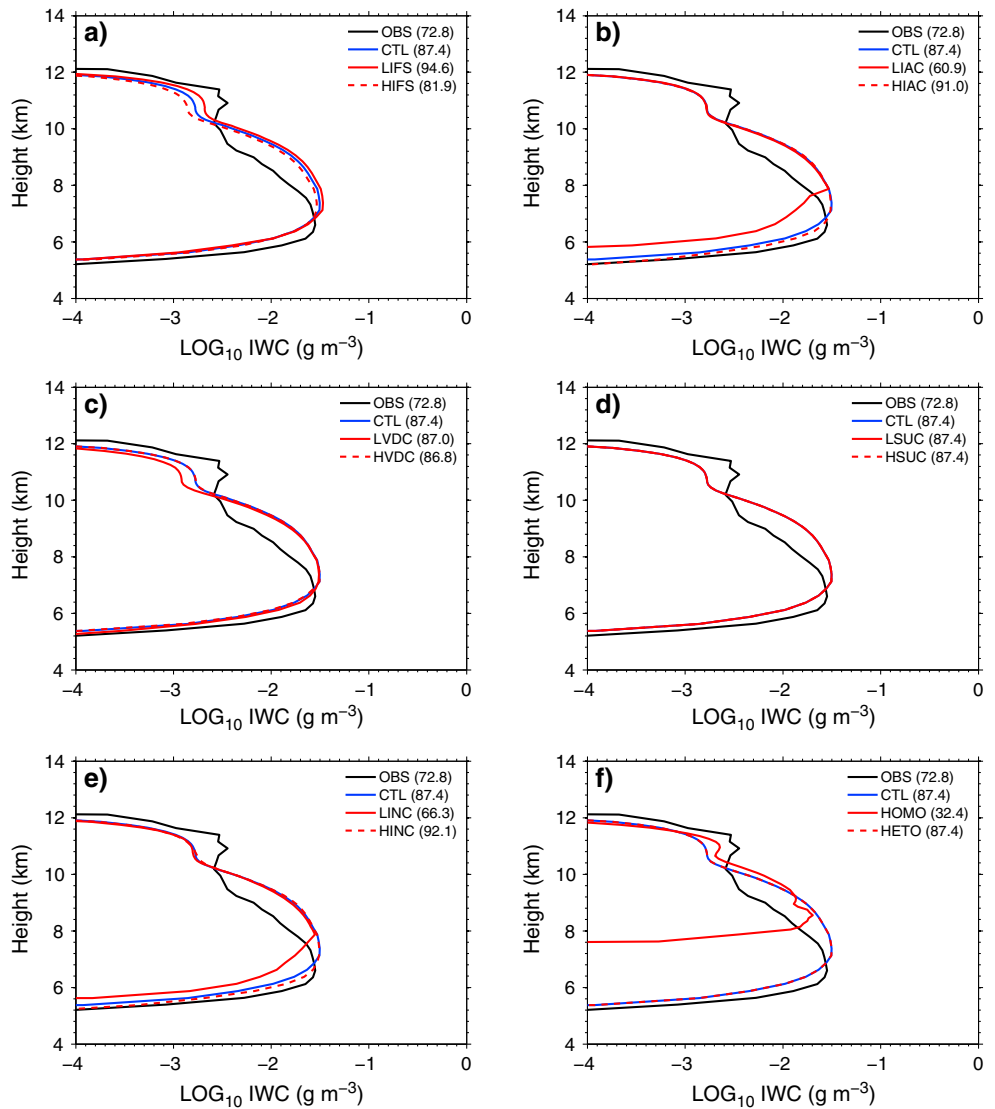 a)
OBS (72.8)
CTL (87.4)
LIFS (94.6)
HIFS (81.9)
14
12
10
8
6
4
Height (km)
−4 −3 −2 −1 0
LOG10 IWC (g m−3)
b)
OBS (72.8)
CTL (87.4)
LIAC (60.9)
HIAC (91.0)
14
12
10
8
6
4
Height (km)
−4 −3 −2 −1 0
LOG10 IWC (g m−3)
c)
OBS (72.8)
CTL (87.4)
LVDC (87.0)
HVDC (86.8)
14
12
10
8
6
4
Height (km)
−4 −3 −2 −1 0
LOG10 IWC (g m−3)
d)
OBS (72.8)
CTL (87.4)
LSUC (87.4)
HSUC (87.4)
14
12
10
8
6
4
Height (km)
−4 −3 −2 −1 0
LOG10 IWC (g m−3)
e)
OBS (72.8)
CTL (87.4)
LINC (66.3)
HINC (92.1)
14
12
10
8
6
4
Height (km)
−4 −3 −2 −1 0
LOG10 IWC (g m−3)
f)
OBS (72.8)
CTL (87.4)
HOMO (32.4)
HETO (87.4)
14
12
10
8
6
4
Height (km)
−4 −3 −2 −1 0
LOG10 IWC (g m−3)